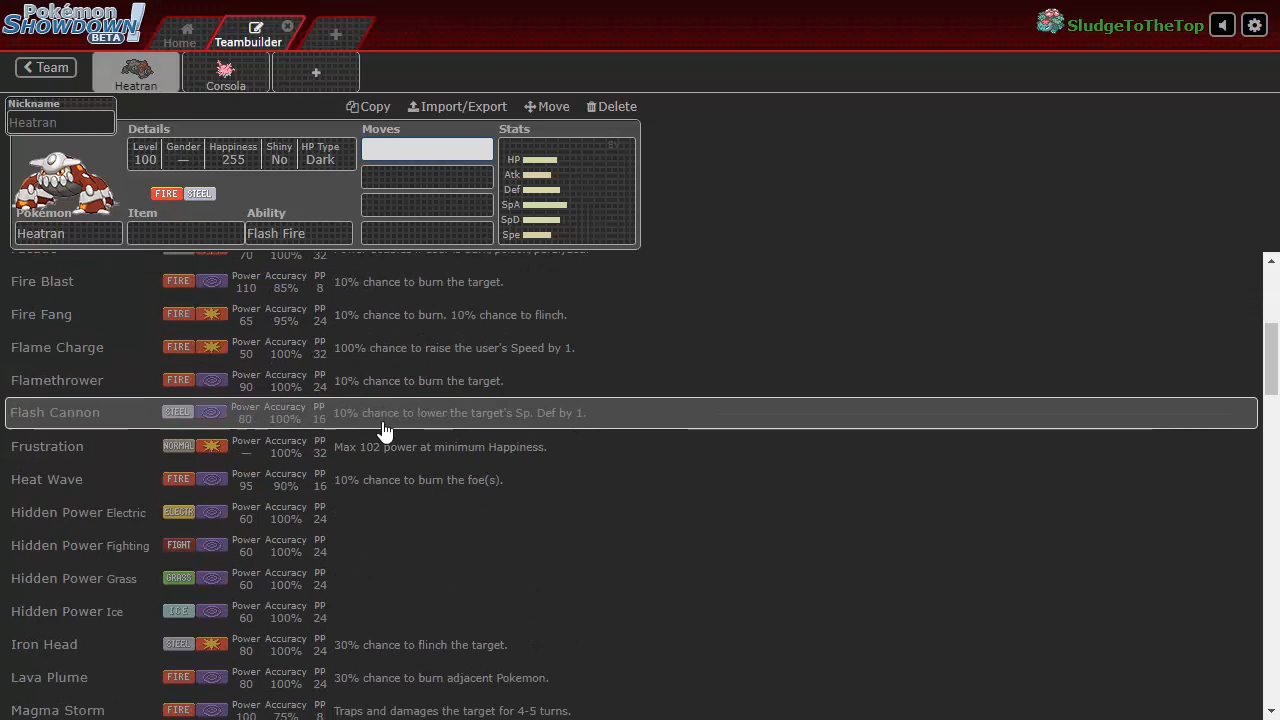 Pokémon
SHOWDOWN!
BETA
Home
Teambuilder
+
SludgeToTheTop
Team
Heatran
Corsola
+
Nickname
Heatran
Copy
Import/Export
Move
Delete
Details
Moves
Stats
Level Gender Happiness Shiny HP Type
100 — 255 No Dark
EV
HP
Atk
Def
SpA
SpD
Spe
FIRE STEEL
Pokémon Item Ability
Heatran Flash Fire
70 100% 32
Fire Blast FIRE Power 110 Accuracy 85% PP 8 10% chance to burn the target.
Fire Fang FIRE Power 65 Accuracy 95% PP 24 10% chance to burn. 10% chance to flinch.
Flame Charge FIRE Power 50 Accuracy 100% PP 32 100% chance to raise the user's Speed by 1.
Flamethrower FIRE Power 90 Accuracy 100% PP 24 10% chance to burn the target.
Flash Cannon STEEL Power 80 Accuracy 100% PP 16 10% chance to lower the target's Sp. Def by 1.
Frustration NORMAL Power — Accuracy 100% PP 32 Max 102 power at minimum Happiness.
Heat Wave FIRE Power 95 Accuracy 90% PP 16 10% chance to burn the foe(s).
Hidden Power Electric ELECTR Power 60 Accuracy 100% PP 24
Hidden Power Fighting FIGHT Power 60 Accuracy 100% PP 24
Hidden Power Grass GRASS Power 60 Accuracy 100% PP 24
Hidden Power Ice ICE Power 60 Accuracy 100% PP 24
Iron Head STEEL Power 80 Accuracy 100% PP 24 30% chance to flinch the target.
Lava Plume FIRE Power 80 Accuracy 100% PP 24 30% chance to burn adjacent Pokemon.
Magma Storm FIRE Power 100 Accuracy 75% PP 8 Traps and damages the target for 4-5 turns.